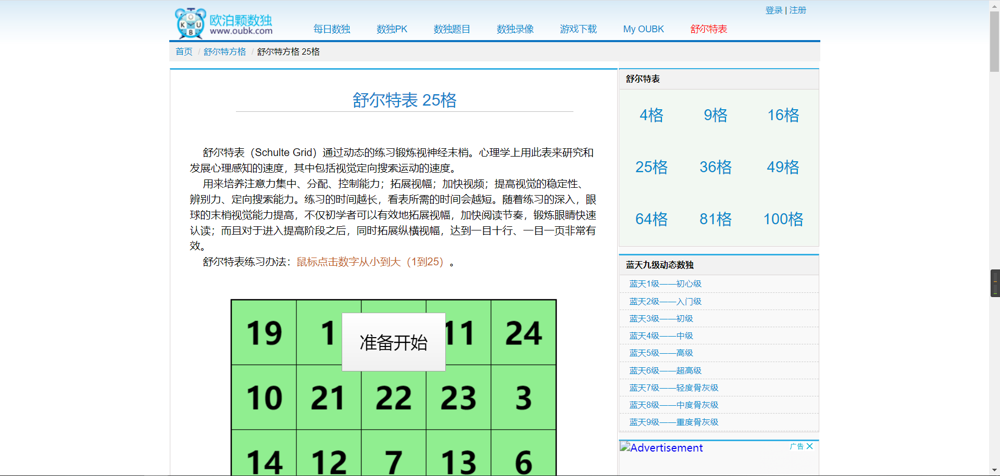 登录 | 注册
欧泊颗数独
www.oubk.com
每日数独 数独PK 数独题目 数独录像 游戏下载 My OUBK 舒尔特表
首页 / 舒尔特方格 / 舒尔特方格 25格
舒尔特表 25格
舒尔特表（Schulte Grid）通过动态的练习锻炼视神经末梢。心理学上用此表来研究和
发展心理感知的速度，其中包括视觉定向搜索运动的速度。
用来培养注意力集中、分配、控制能力；拓展视幅；加快视频；提高视觉的稳定性、
辨别力、定向搜索能力。练习的时间越长，看表所需的时间会越短。随着练习的深入，眼
球的末梢视觉能力提高，不仅初学者可以有效地拓展视幅，加快阅读节奏，锻炼眼睛快速
认读；而且对于进入提高阶段之后，同时拓展纵横视幅，达到一目十行、一目一页非常有
效。
舒尔特表练习办法：鼠标点击数字从小到大（1到25）。
19 1 11 24
准备开始
10 21 22 23 3
14 12 7 13 6
舒尔特表
4格 9格 16格
25格 36格 49格
64格 81格 100格
蓝天九级动态数独
蓝天1级——初心级
蓝天2级——入门级
蓝天3级——初级
蓝天4级——中级
蓝天5级——高级
蓝天6级——超高级
蓝天7级——轻度骨灰级
蓝天8级——中度骨灰级
蓝天9级——重度骨灰级
Advertisement
广告